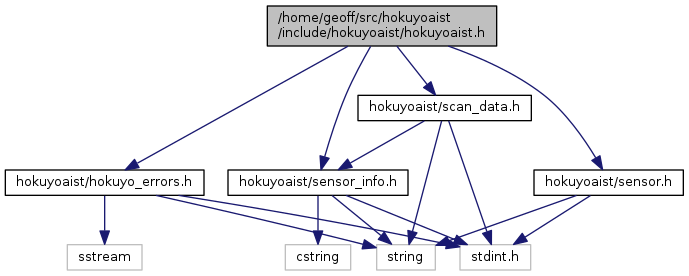 /home/geoff/src/hokuyoaist
/include/hokuyoaist/hokuyoaist.h
hokuyoaist/scan_data.h
hokuyoaist/hokuyo_errors.h
hokuyoaist/sensor_info.h
hokuyoaist/sensor.h
sstream
cstring
string
stdint.h